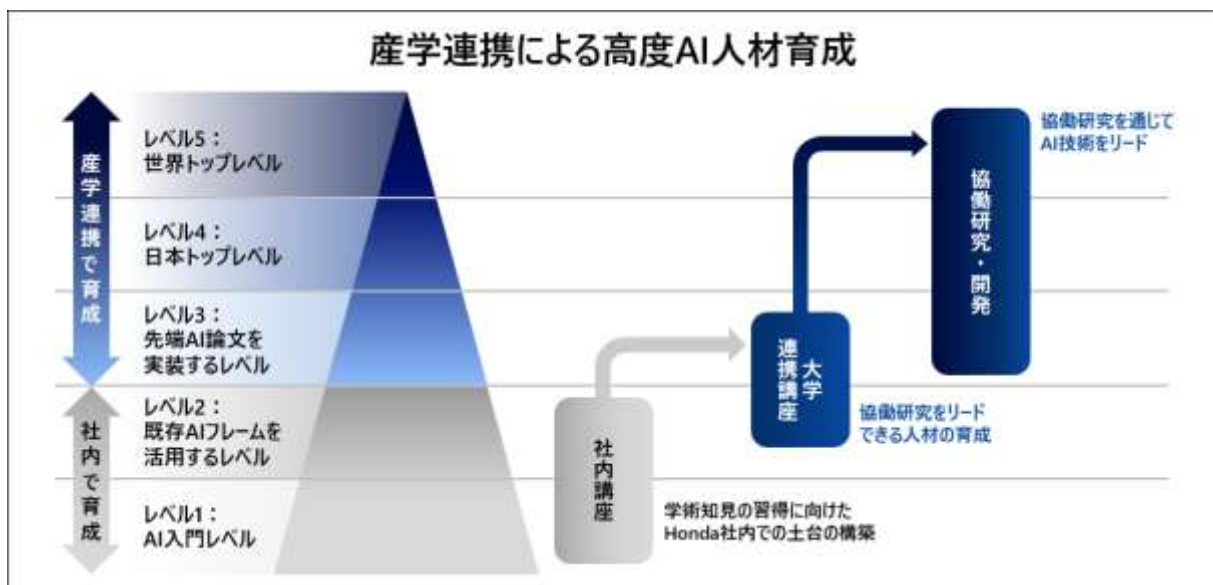 産学連携による高度AI人材育成
産学連携で育成
社内で育成
レベル5：
世界トップレベル
レベル4：
日本トップレベル
レベル3：
先端AI論文を
実装するレベル
レベル2：
既存AIフレームを
活用するレベル
レベル1：
AI入門レベル
社内講座
学術知見の習得に向けた
Honda社内での土台の構築
大学
連携講座
協働研究をリード
できる人材の育成
協働研究・開発
協働研究を通じて
AI技術をリード